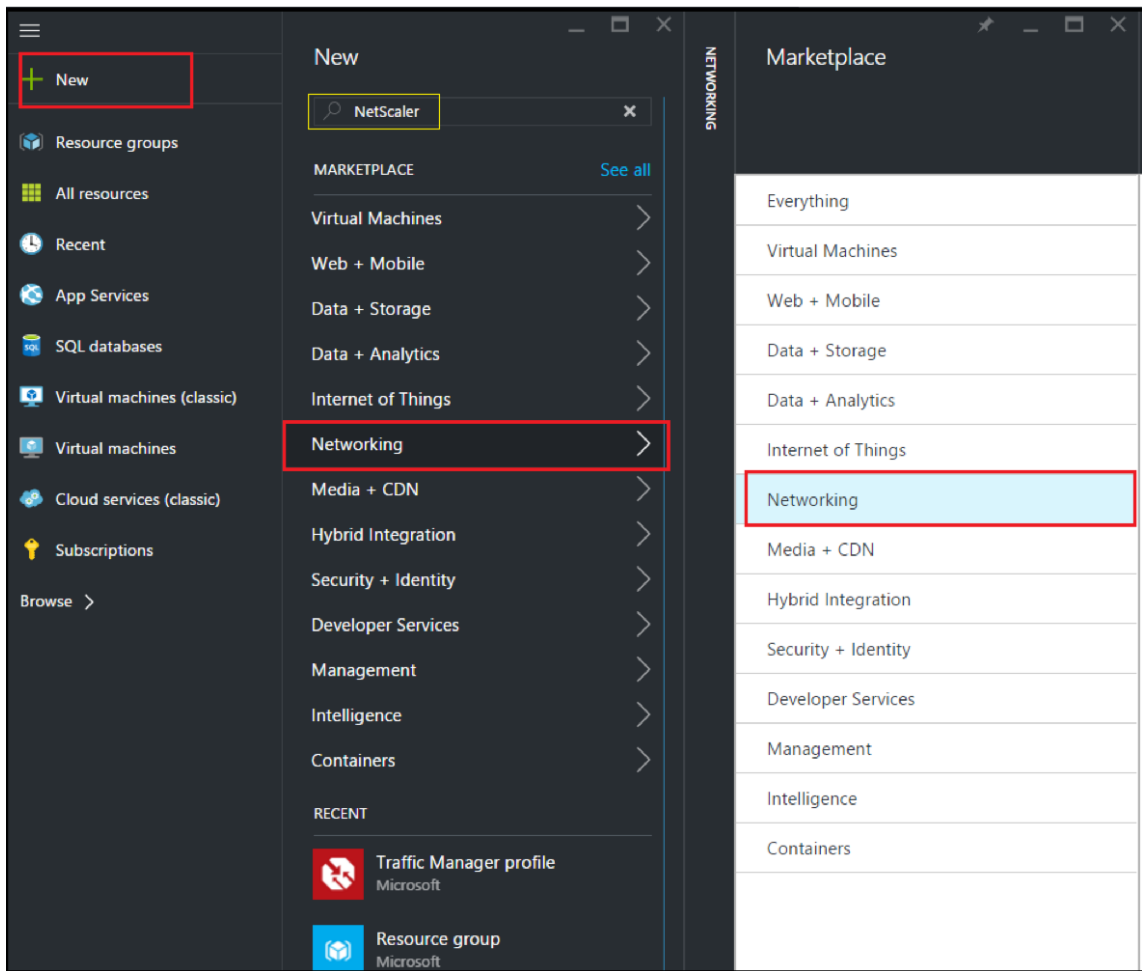 New
Resource groups
All resources
Recent
App Services
SQL
SQL databases
Virtual machines (classic)
Virtual machines
Cloud services (classic)
Subscriptions
Browse
New
NetScaler
MARKETPLACE
See all
Virtual Machines
Web + Mobile
Data + Storage
Data + Analytics
Internet of Things
Networking
Media + CDN
Hybrid Integration
Security + Identity
Developer Services
Management
Intelligence
Containers
RECENT
Traffic Manager profile
Microsoft
Resource group
Microsoft
NETWORKING
Marketplace
Everything
Virtual Machines
Web + Mobile
Data + Storage
Data + Analytics
Internet of Things
Networking
Media + CDN
Hybrid Integration
Security + Identity
Developer Services
Management
Intelligence
Containers